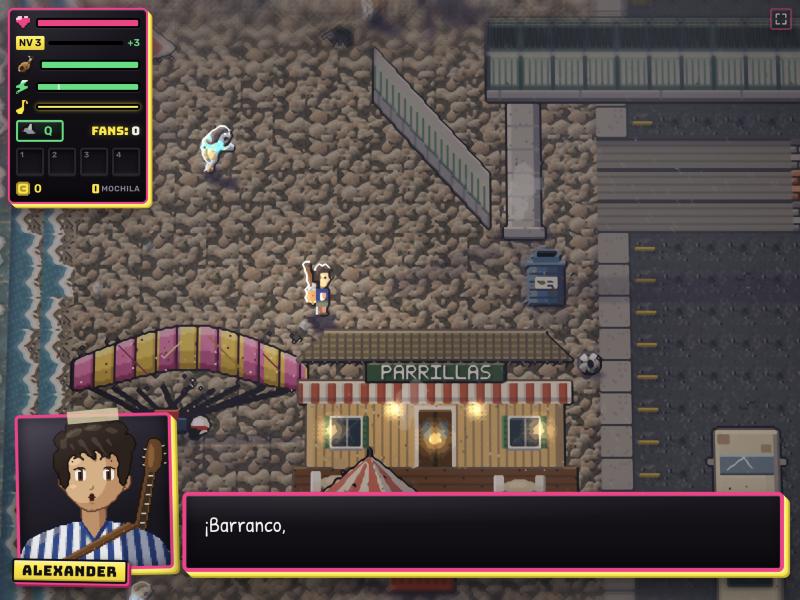 NV 3 +3
Q FANS: 0
1 2 3 4
C 0 I MOCHILA
PARRILLAS
¡Barranco,
ALEXANDER